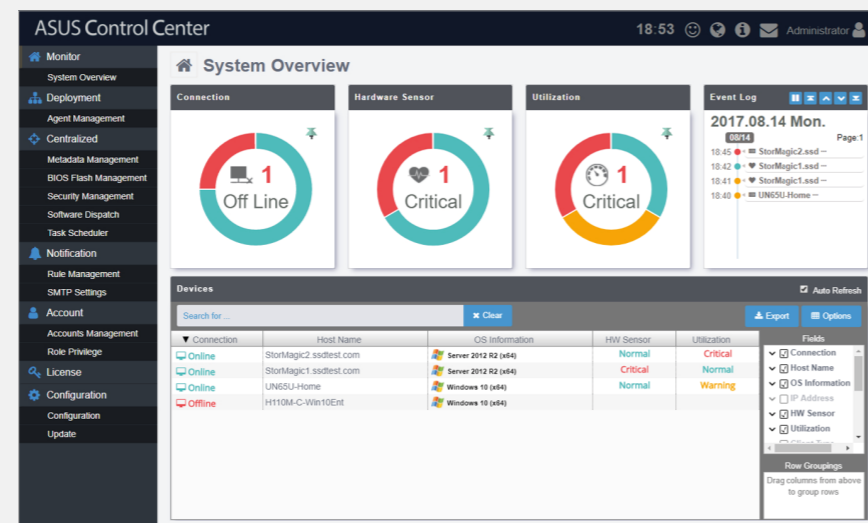 ASUS Control Center
18:53
Administrator
Monitor
System Overview
Deployment
Agent Management
Centralized
Metadata Management
BIOS Flash Management
Security Management
Software Dispatch
Task Scheduler
Notification
Rule Management
SMTP Settings
Account
Accounts Management
Role Privilege
License
Configuration
Configuration
Update
System Overview
Connection
1
Off Line
Hardware Sensor
1
Critical
Utilization
1
Critical
Event Log
2017.08.14 Mon.
08/14 Page:1
18:45 StorMagic2.ssd --
18:42 StorMagic1.ssd --
18:41 StorMagic1.ssd --
18:40 UN65U-Home --
Devices
Auto Refresh
Search for ...
Clear
Export
Options
Connection Host Name OS Information HW Sensor Utilization
Online StorMagic2.ssdtest.com Server 2012 R2 (x64) Normal Critical
Online StorMagic1.ssdtest.com Server 2012 R2 (x64) Critical Normal
Online UN65U-Home Windows 10 (x64) Normal Warning
Offline H110M-C-Win10Ent Windows 10 (x64)
Fields
Connection
Host Name
OS Information
IP Address
HW Sensor
Utilization
Row Groupings
Drag columns from above
to group rows